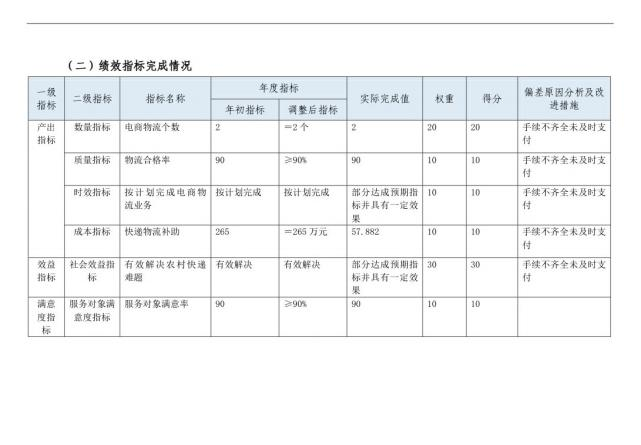 （二）绩效指标完成情况
一级指标 二级指标 指标名称 年度指标 实际完成值 权重 得分 偏差原因分析及改进措施
年初指标 调整后指标
产出指标 数量指标 电商物流个数 2 ＝2个 2 20 20 手续不齐全未及时支付
质量指标 物流合格率 90 ≥90% 90 10 10 手续不齐全未及时支付
时效指标 按计划完成电商物流业务 按计划完成 按计划完成 部分达成预期指标并具有一定效果 10 10 手续不齐全未及时支付
成本指标 快递物流补助 265 ＝265万元 57.882 10 10 手续不齐全未及时支付
效益指标 社会效益指标 有效解决农村快递难题 有效解决 有效解决 部分达成预期指标并具有一定效果 30 30 手续不齐全未及时支付
满意度指标 服务对象满意度指标 服务对象满意率 90 ≥90% 90 10 10